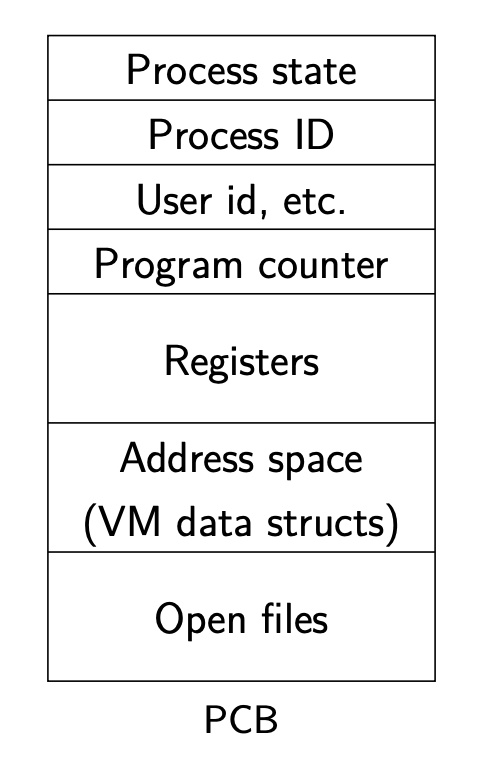 Process state
Process ID
User id, etc.
Program counter
Registers
Address space
(VM data structs)
Open files
PCB